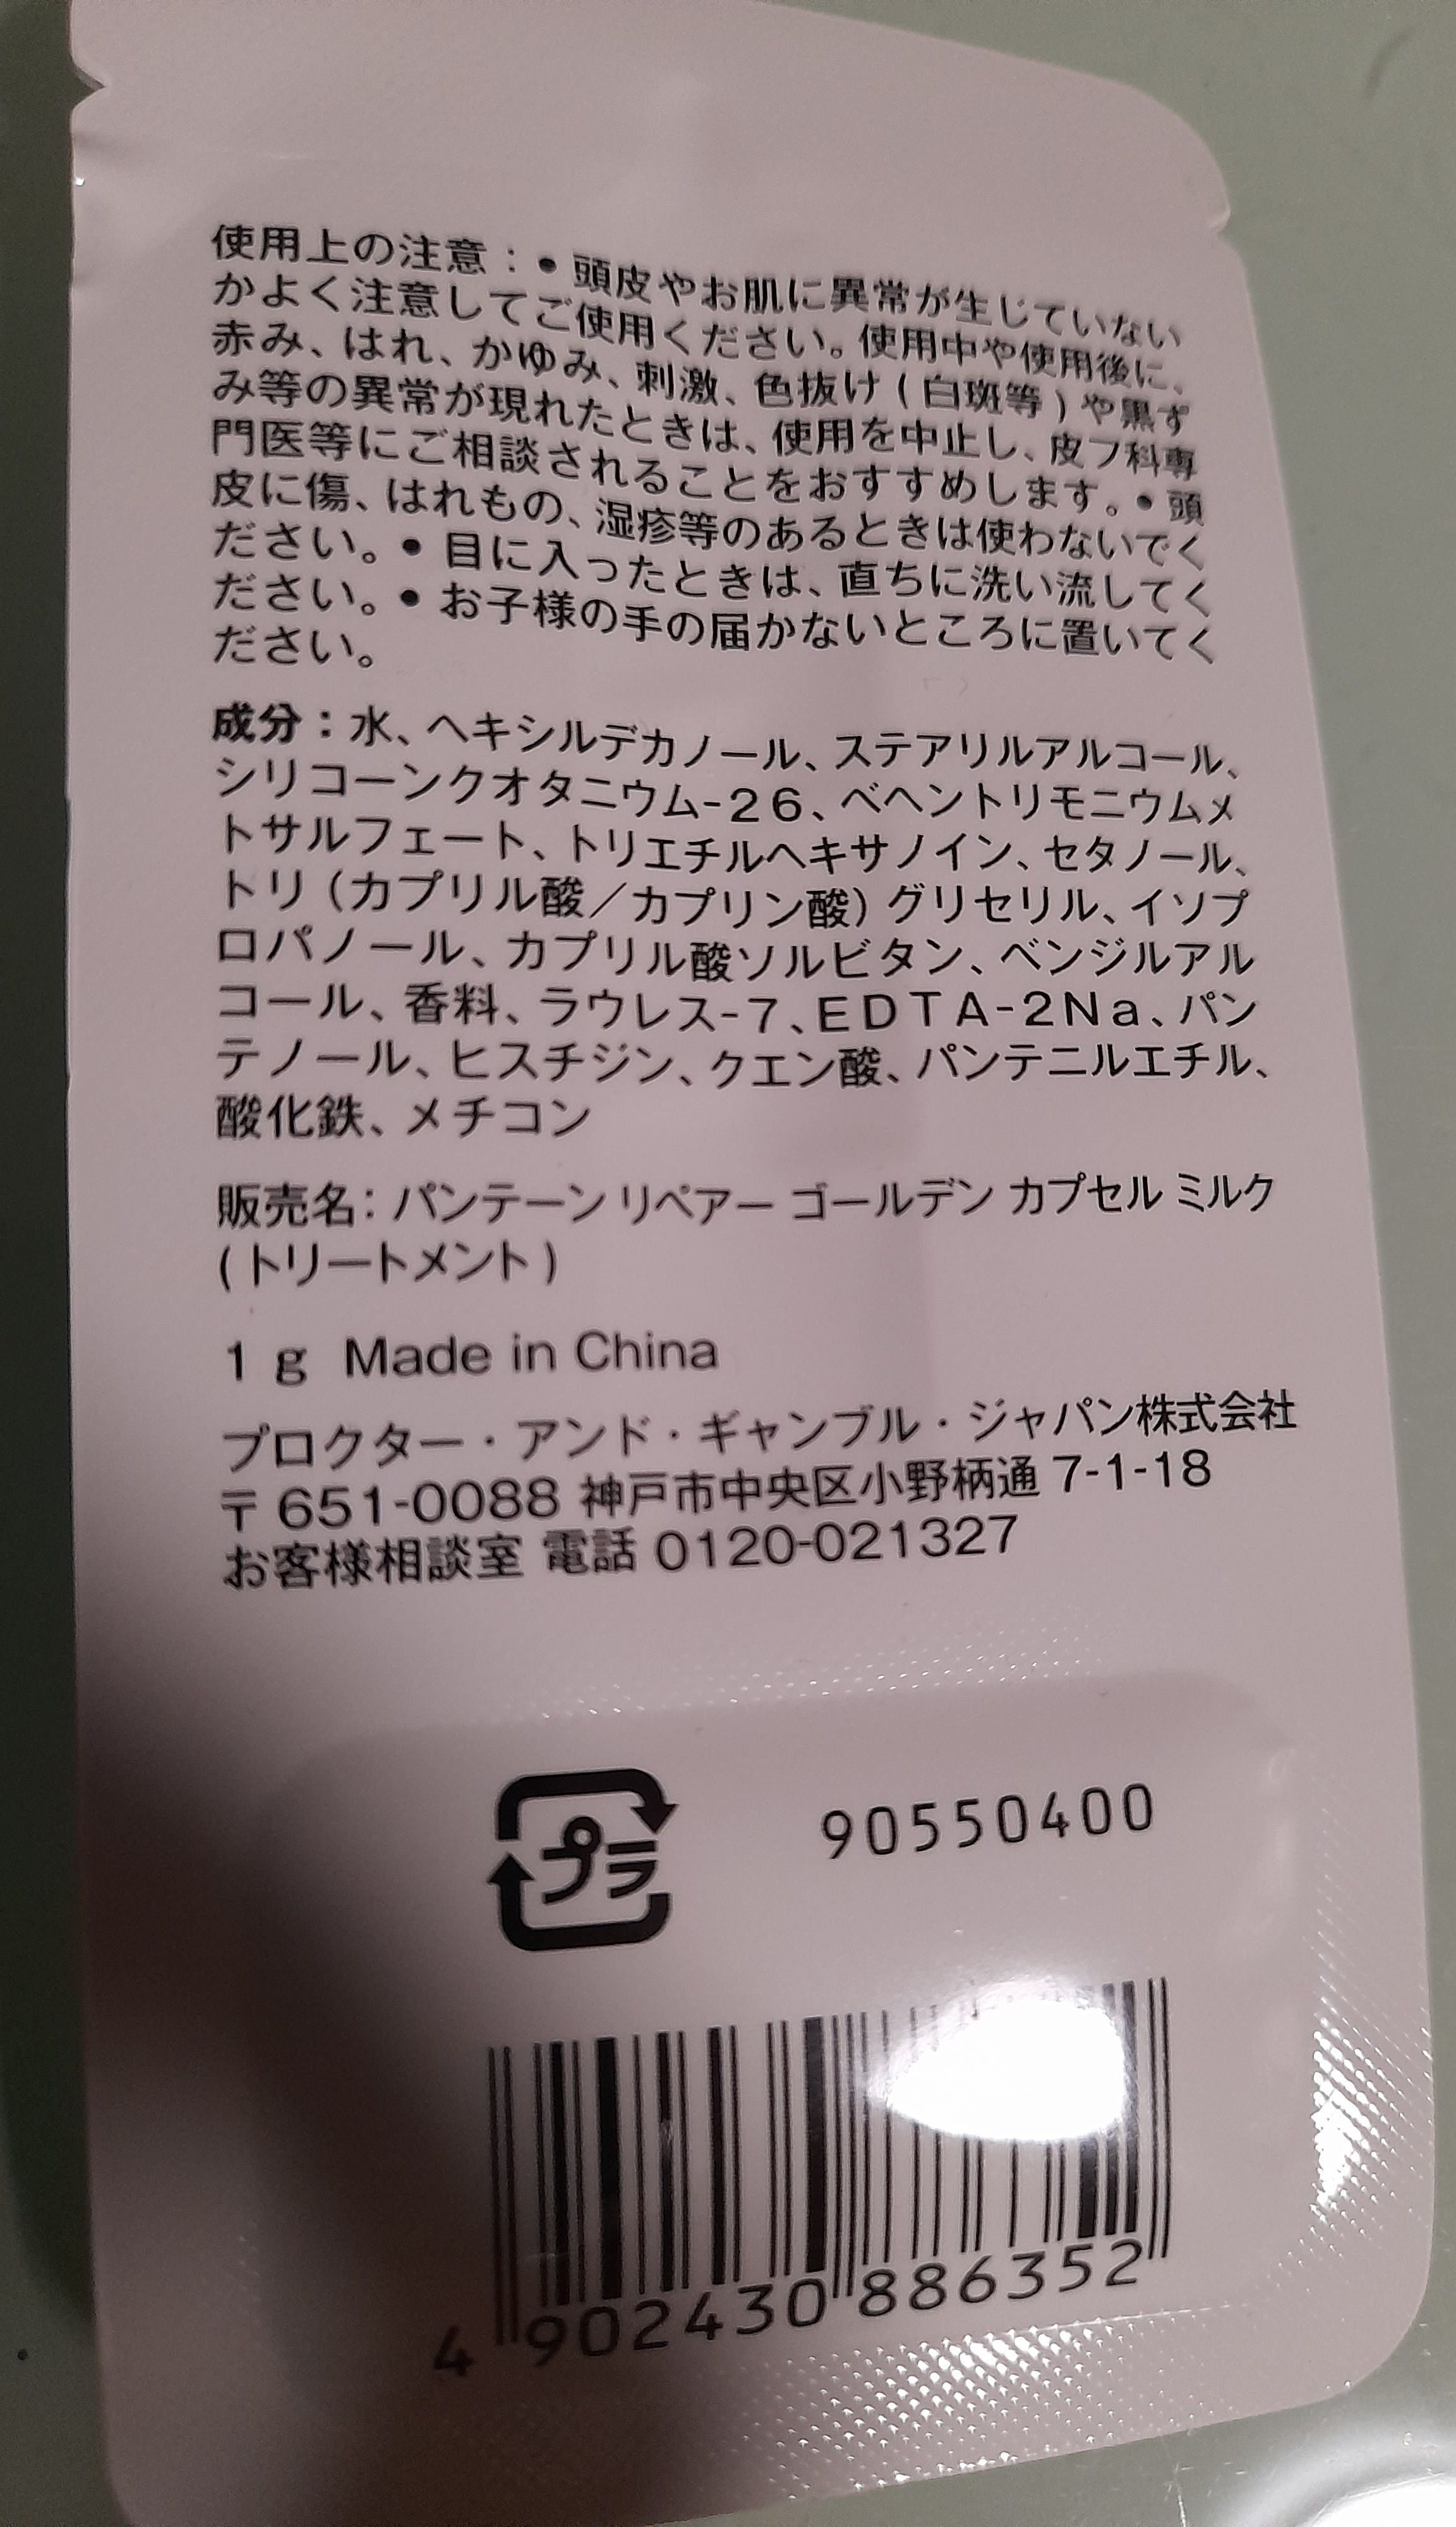 使用上の注意：• 頭皮やお肌に異常が生じていない
かよく注意してご使用ください。使用中や使用後に、
赤み、はれ、かゆみ、刺激、色抜け ( 白斑等 ) や黒ず
み等の異常が現れたときは、使用を中止し、皮フ科専
門医等にご相談されることをおすすめします。• 頭
皮に傷、はれもの、湿疹等のあるときは使わないでく
ださい。• 目に入ったときは、直ちに洗い流してく
ださい。• お子様の手の届かないところに置いてく
ださい。
成分：水、ヘキシルデカノール、ステアリルアルコール、
シリコーンクオタニウム-２６、ベヘントリモニウムメ
トサルフェート、トリエチルヘキサノイン、セタノール、
トリ（カプリル酸／カプリン酸）グリセリル、イソプ
ロパノール、カプリル酸ソルビタン、ベンジルアル
コール、香料、ラウレス-７、ＥＤＴＡ-２Ｎａ、パン
テノール、ヒスチジン、クエン酸、パンテニルエチル、
酸化鉄、メチコン
販売名：パンテーン リペアー ゴールデン カプセル ミルク
( トリートメント )
1 g Made in China
プロクター・アンド・ギャンブル・ジャパン株式会社
〒 651-0088 神戸市中央区小野柄通 7-1-18
お客様相談室 電話 0120-021327
プラ
90550400
4 902430 886352